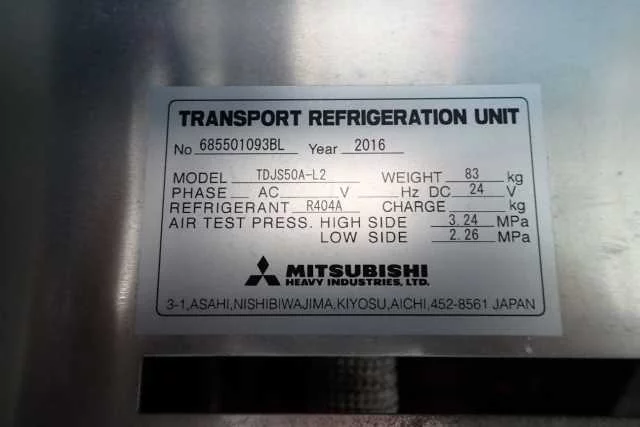 TRANSPORT REFRIGERATION UNIT
No 685501093BL Year 2016
MODEL TDJS50A-L2 WEIGHT 83 kg
PHASE AC V Hz DC 24 V
REFRIGERANT R404A CHARGE kg
AIR TEST PRESS. HIGH SIDE 3.24 MPa
LOW SIDE 2.26 MPa
MITSUBISHI
HEAVY INDUSTRIES, LTD.
3-1,ASAHI,NISHIBIWAJIMA,KIYOSU,AICHI,452-8561 JAPAN